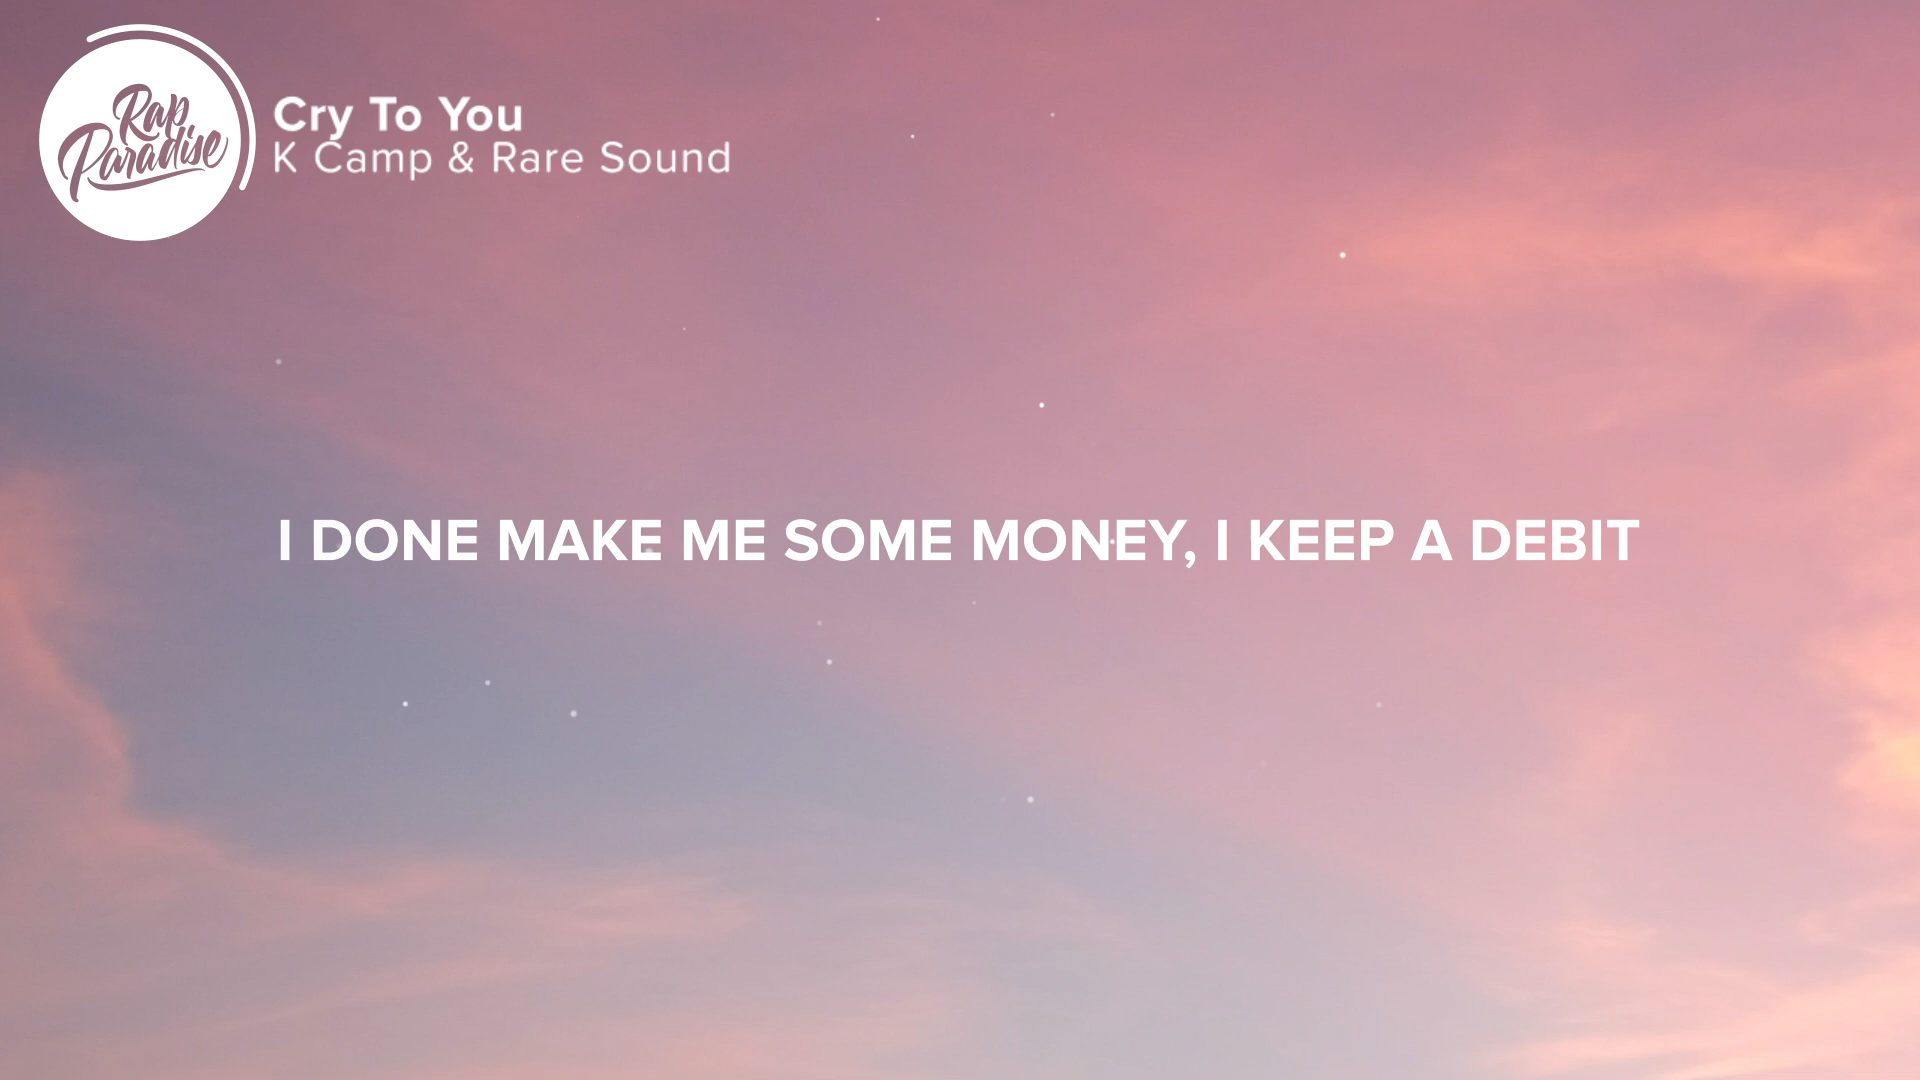 Rap
Paradise
Cry To You
K Camp & Rare Sound
I DONE MAKE ME SOME MONEY, I KEEP A DEBIT